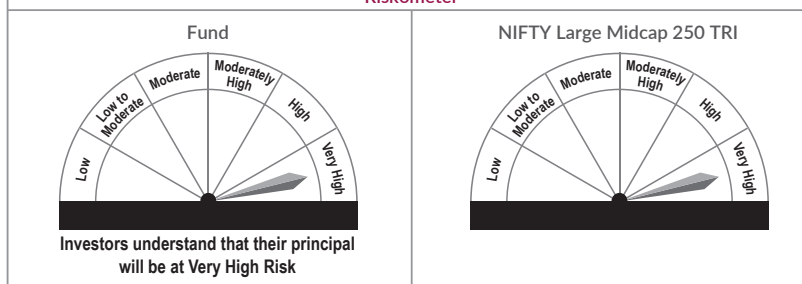 Riskometer
Fund
Low
Low to
Moderate
Moderate
Moderately
High
High
Very High
Investors understand that their principal
will be at Very High Risk
NIFTY Large Midcap 250 TRI
Low
Low to
Moderate
Moderate
Moderately
High
High
Very High